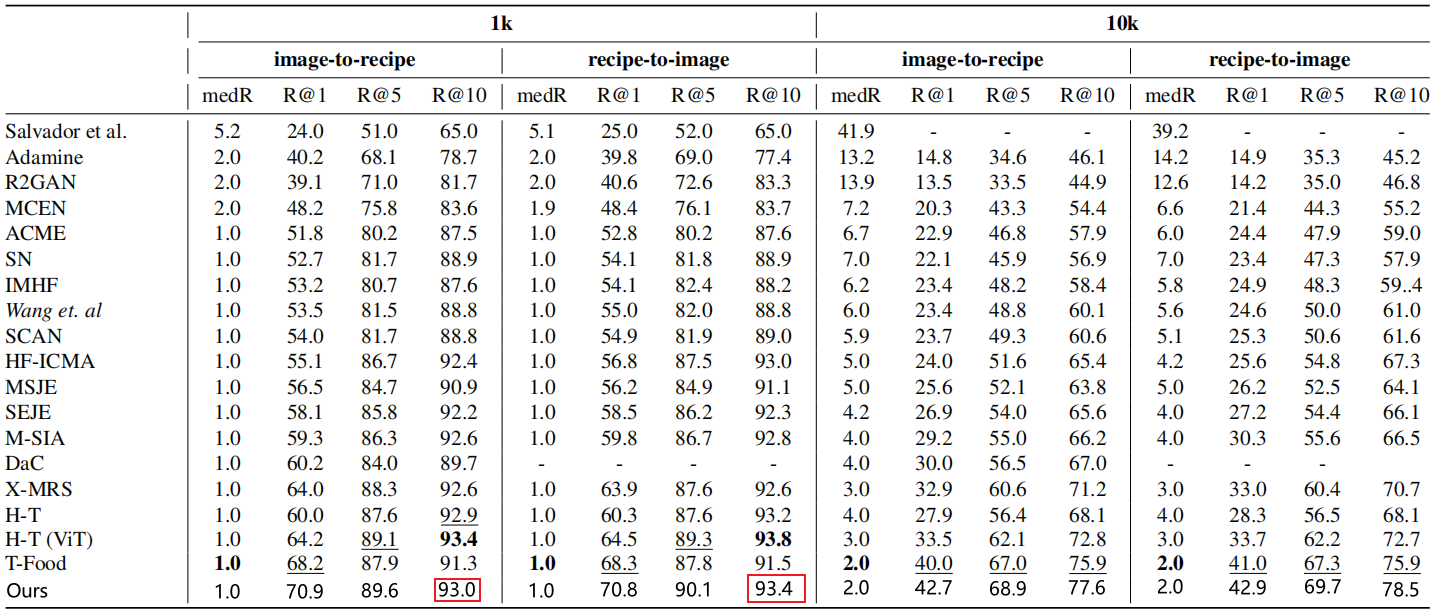 1k 10k
image-to-recipe recipe-to-image image-to-recipe recipe-to-image
medR R@1 R@5 R@10 medR R@1 R@5 R@10 medR R@1 R@5 R@10 medR R@1 R@5 R@10
Salvador et al. 5.2 24.0 51.0 65.0 5.1 25.0 52.0 65.0 41.9 - - - 39.2 - - -
Adamine 2.0 40.2 68.1 78.7 2.0 39.8 69.0 77.4 13.2 14.8 34.6 46.1 14.2 14.9 35.3 45.2
R2GAN 2.0 39.1 71.0 81.7 2.0 40.6 72.6 83.3 13.9 13.5 33.5 44.9 12.6 14.2 35.0 46.8
MCEN 2.0 48.2 75.8 83.6 1.9 48.4 76.1 83.7 7.2 20.3 43.3 54.4 6.6 21.4 44.3 55.2
ACME 1.0 51.8 80.2 87.5 1.0 52.8 80.2 87.6 6.7 22.9 46.8 57.9 6.0 24.4 47.9 59.0
SN 1.0 52.7 81.7 88.9 1.0 54.1 81.8 88.9 7.0 22.1 45.9 56.9 7.0 23.4 47.3 57.9
IMHF 1.0 53.2 80.7 87.6 1.0 54.1 82.4 88.2 6.2 23.4 48.2 58.4 5.8 24.9 48.3 59..4
Wang et. al 1.0 53.5 81.5 88.8 1.0 55.0 82.0 88.8 6.0 23.4 48.8 60.1 5.6 24.6 50.0 61.0
SCAN 1.0 54.0 81.7 88.8 1.0 54.9 81.9 89.0 5.9 23.7 49.3 60.6 5.1 25.3 50.6 61.6
HF-ICMA 1.0 55.1 86.7 92.4 1.0 56.8 87.5 93.0 5.0 24.0 51.6 65.4 4.2 25.6 54.8 67.3
MSJE 1.0 56.5 84.7 90.9 1.0 56.2 84.9 91.1 5.0 25.6 52.1 63.8 5.0 26.2 52.5 64.1
SEJE 1.0 58.1 85.8 92.2 1.0 58.5 86.2 92.3 4.2 26.9 54.0 65.6 4.0 27.2 54.4 66.1
M-SIA 1.0 59.3 86.3 92.6 1.0 59.8 86.7 92.8 4.0 29.2 55.0 66.2 4.0 30.3 55.6 66.5
DaC 1.0 60.2 84.0 89.7 - - - - 4.0 30.0 56.5 67.0 - - - -
X-MRS 1.0 64.0 88.3 92.6 1.0 63.9 87.6 92.6 3.0 32.9 60.6 71.2 3.0 33.0 60.4 70.7
H-T 1.0 60.0 87.6 92.9 1.0 60.3 87.6 93.2 4.0 27.9 56.4 68.1 4.0 28.3 56.5 68.1
H-T (ViT) 1.0 64.2 89.1 93.4 1.0 64.5 89.3 93.8 3.0 33.5 62.1 72.8 3.0 33.7 62.2 72.7
T-Food 1.0 68.2 87.9 91.3 1.0 68.3 87.8 91.5 2.0 40.0 67.0 75.9 2.0 41.0 67.3 75.9
Ours 1.0 70.9 89.6 93.0 1.0 70.8 90.1 93.4 2.0 42.7 68.9 77.6 2.0 42.9 69.7 78.5